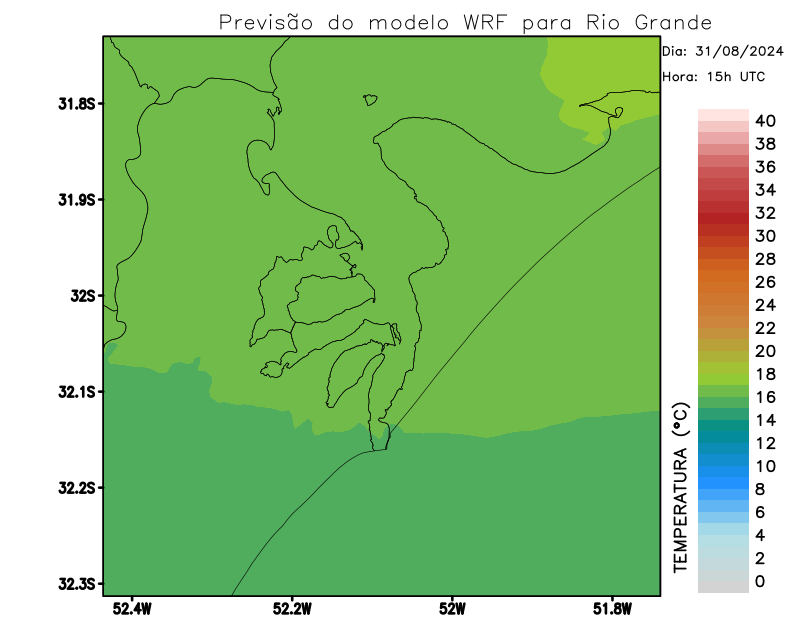 Previsão do modelo WRF para Rio Grande
Dia: 31/08/2024
Hora: 15h UTC
31.8S
31.9S
32S
32.1S
32.2S
32.3S
52.4W
52.2W
52W
51.8W
TEMPERATURA (°C)
40
38
36
34
32
30
28
26
24
22
20
18
16
14
12
10
8
6
4
2
0